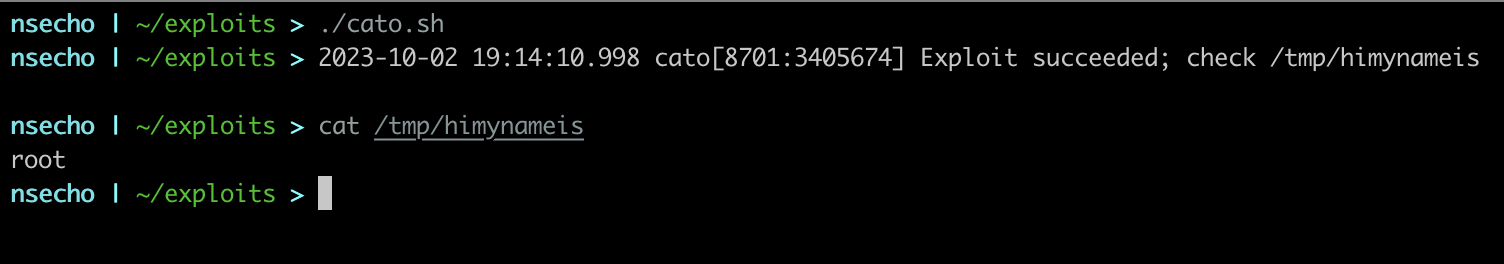 nsecho | ~/exploits > ./cato.sh
nsecho | ~/exploits > 2023-10-02 19:14:10.998 cato[8701:3405674] Exploit succeeded; check /tmp/himynameis
nsecho | ~/exploits > cat /tmp/himynameis
root
nsecho | ~/exploits >